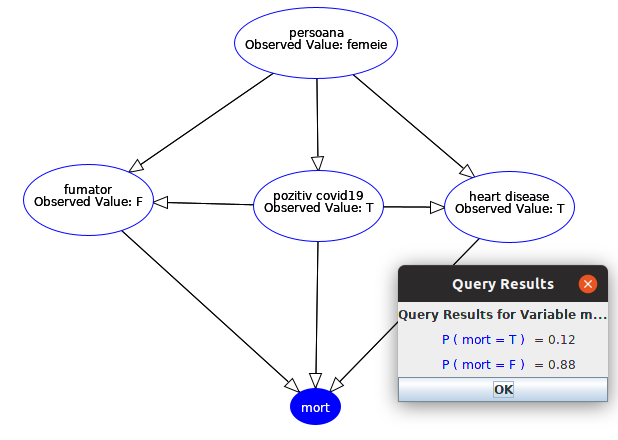 persoana
Observed Value: femeie
fumator
Observed Value: F
pozitiv covid19
Observed Value: T
heart disease
Observed Value: T
Query Results
Query Results for Variable m...
P ( mort = T ) = 0.12
P ( mort = F ) = 0.88
OK
mort